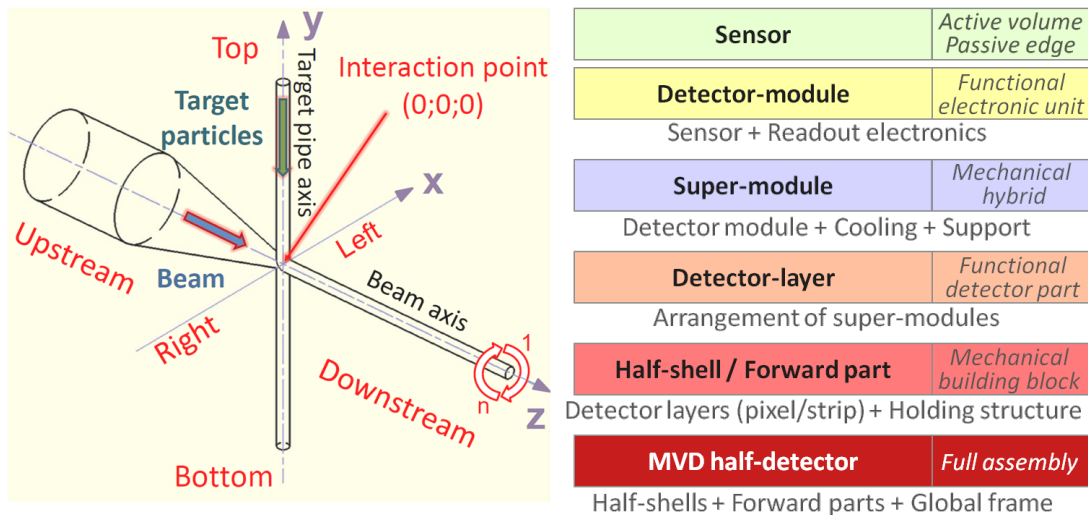 y
Top
Target pipe axis
Interaction point
(0;0;0)
Target
particles
x
Left
Upstream
Beam
Beam axis
Right
Downstream
1
n
z
Bottom
Sensor
Active volume
Passive edge
Detector-module
Functional
electronic unit
Sensor + Readout electronics
Super-module
Mechanical
hybrid
Detector module + Cooling + Support
Detector-layer
Functional
detector part
Arrangement of super-modules
Half-shell / Forward part
Mechanical
building block
Detector layers (pixel/strip) + Holding structure
MVD half-detector
Full assembly
Half-shells + Forward parts + Global frame